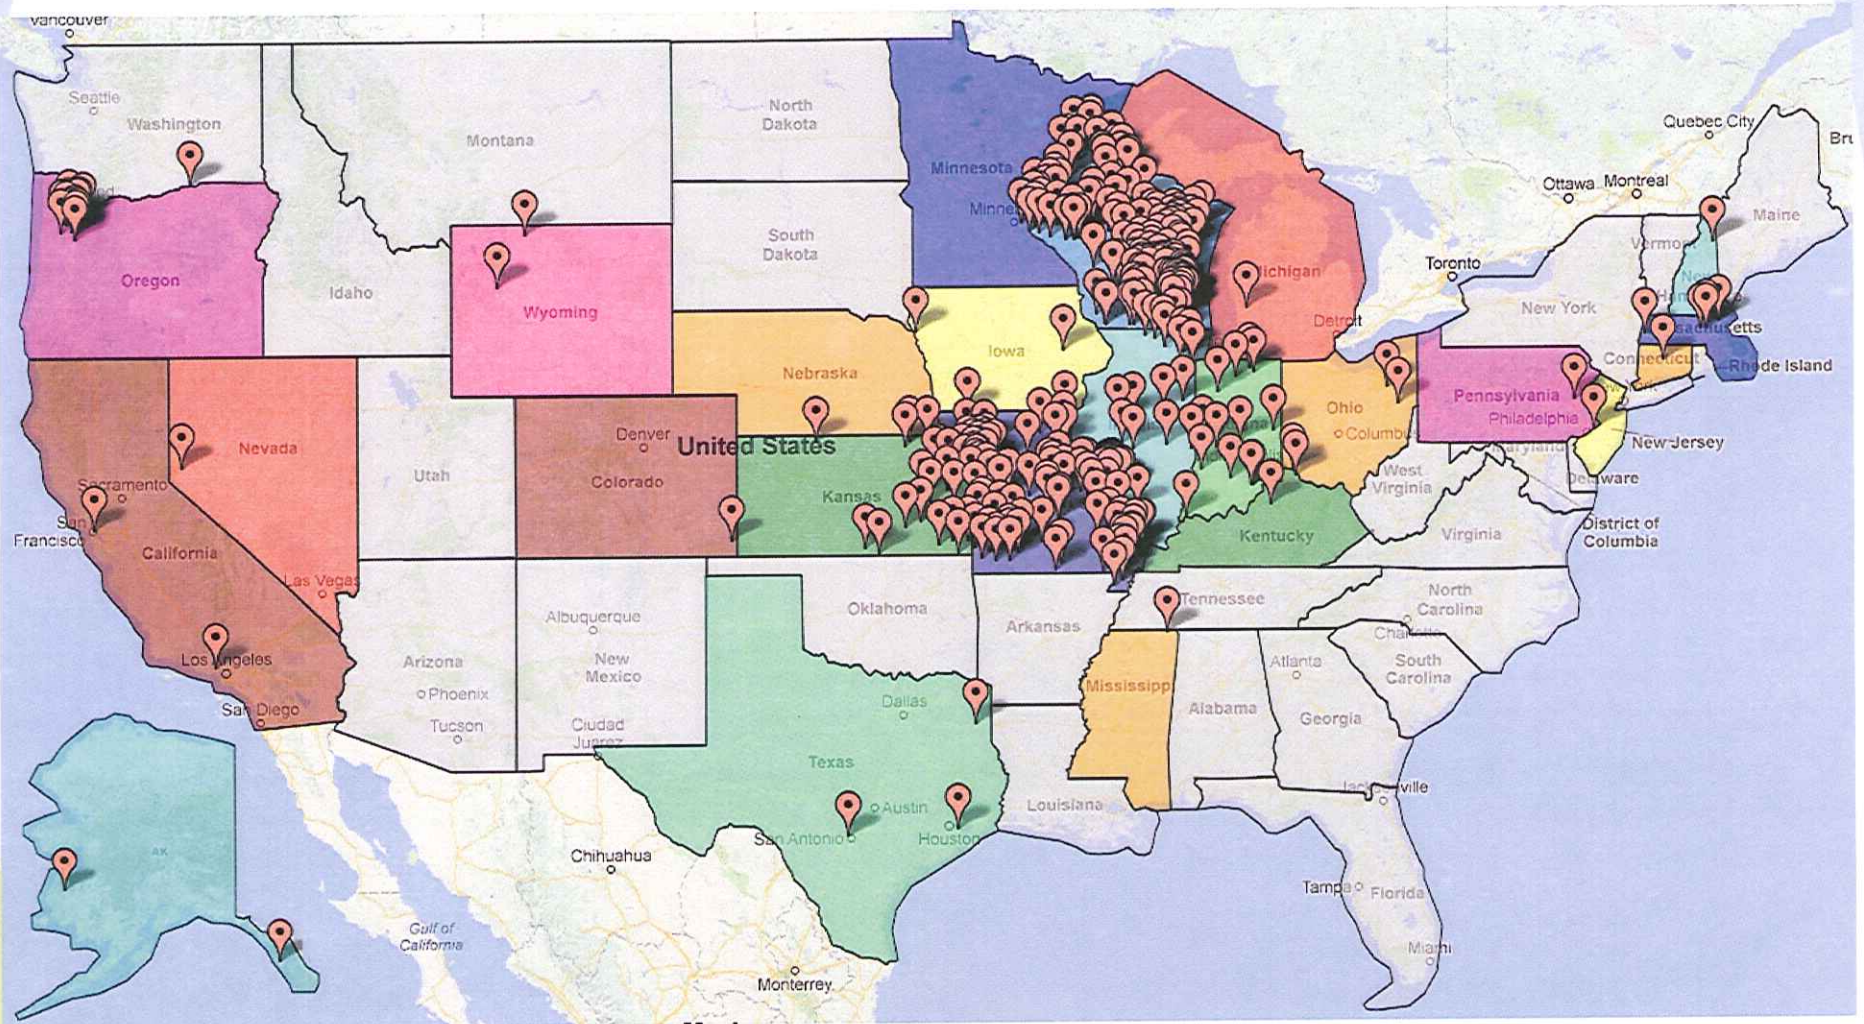 Vancouver
Seattle
Washington
Montana
North
Dakota
Minnesota
Quebec City
Ottawa
Montreal
Maine
Vermont
Toronto
South
Dakota
Oregon
Idaho
Wyoming
Michigan
Detroit
New York
Iowa
Nebraska
Connecticut
Rhode Island
Pennsylvania
Philadelphia
Ohio
New Jersey
Denver
United States
Nevada
Utah
Colorado
Kansas
Sacramento
San
Francisco
California
West
Virginia
Delaware
District of
Columbia
Virginia
Kentucky
Las Vegas
Oklahoma
Tennessee
North
Carolina
Albuquerque
Arkansas
Los Angeles
Arizona
New
Mexico
Phoenix
Atlanta
South
Carolina
San Diego
Tucson
Ciudad
Juarez
Dallas
Alabama
Georgia
Texas
Austin
San Antonio
Houston
Louisiana
AK
Chihuahua
Tampa
Florida
Gulf of
California
Miami
Monterrey